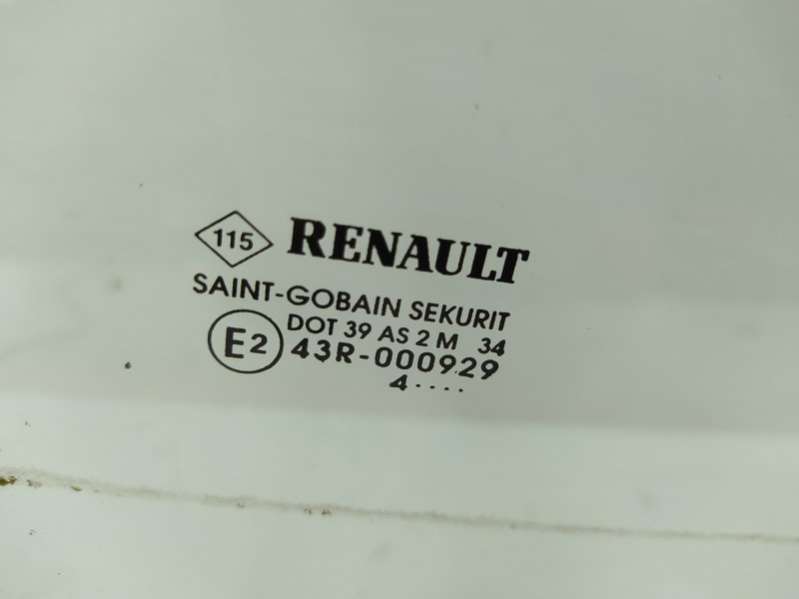 115 RENAULT
SAINT-GOBAIN SEKURIT
DOT 39 AS 2 M 34
E2 43R-000929
4....